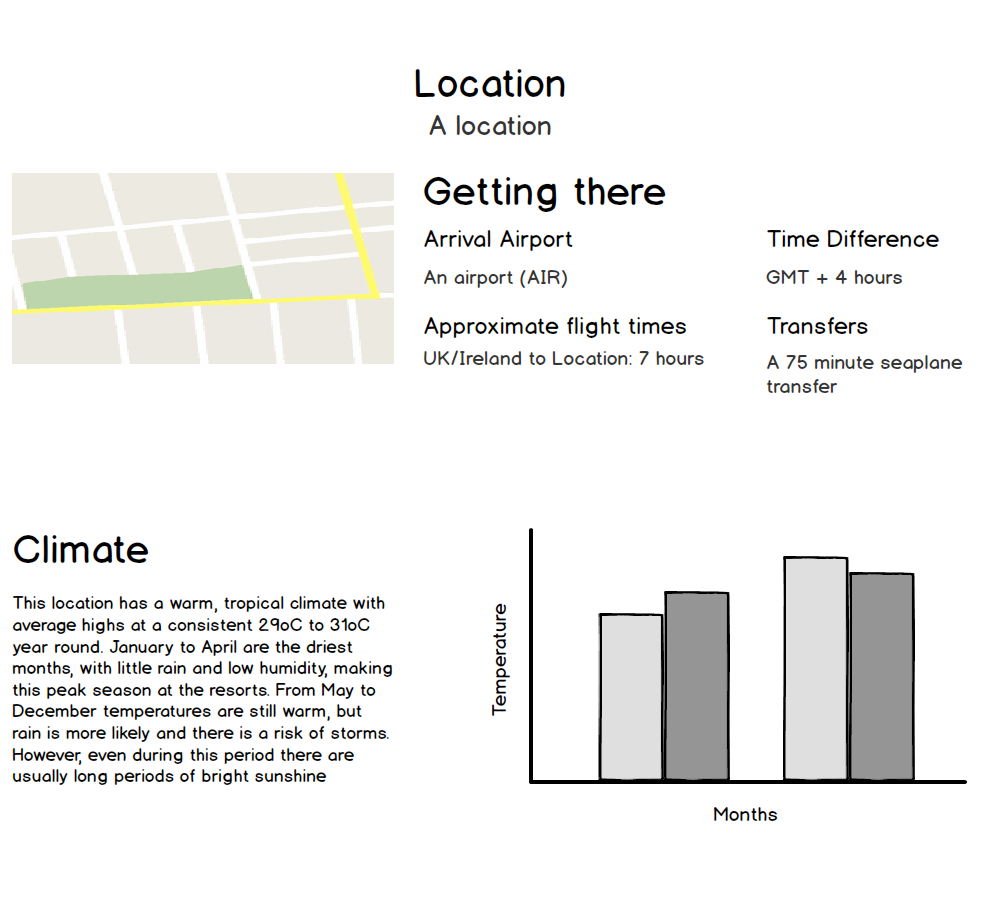 Location
A location
Getting there
Arrival Airport
An airport (AIR)
Time Difference
GMT + 4 hours
Approximate flight times
UK/Ireland to Location: 7 hours
Transfers
A 75 minute seaplane
transfer
Climate
This location has a warm, tropical climate with
average highs at a consistent 29oC to 31oC
year round. January to April are the driest
months, with little rain and low humidity, making
this peak season at the resorts. From May to
December temperatures are still warm, but
rain is more likely and there is a risk of storms.
However, even during this period there are
usually long periods of bright sunshine
Temperature
Months